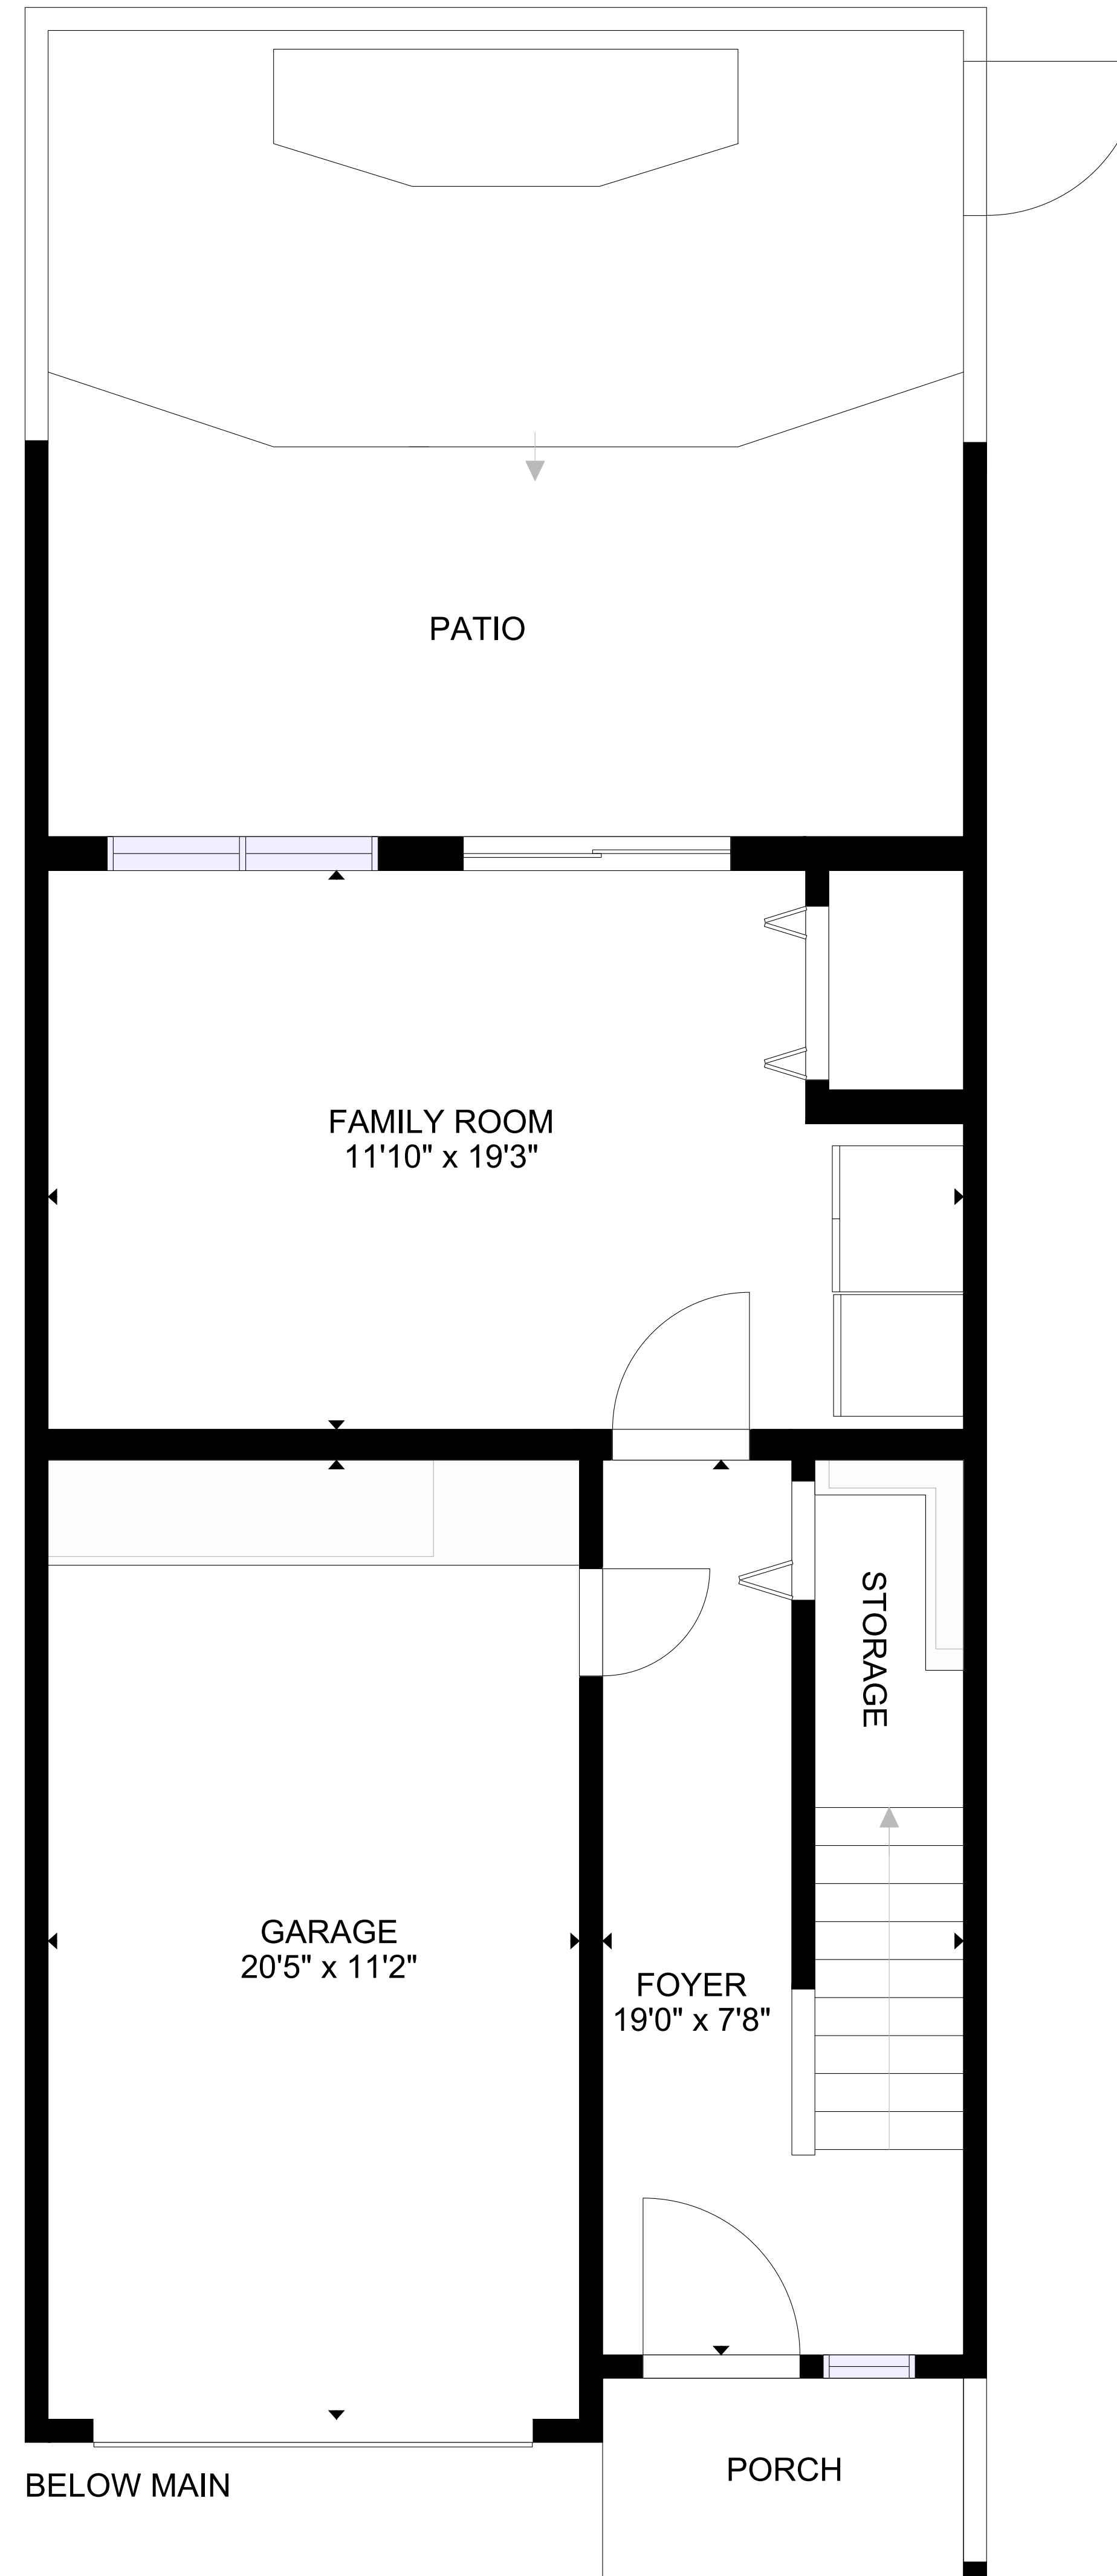 PATIO
FAMILY ROOM
11'10" x 19'3"
STORAGE
GARAGE
20'5" x 11'2"
FOYER
19'0" x 7'8"
PORCH
BELOW MAIN